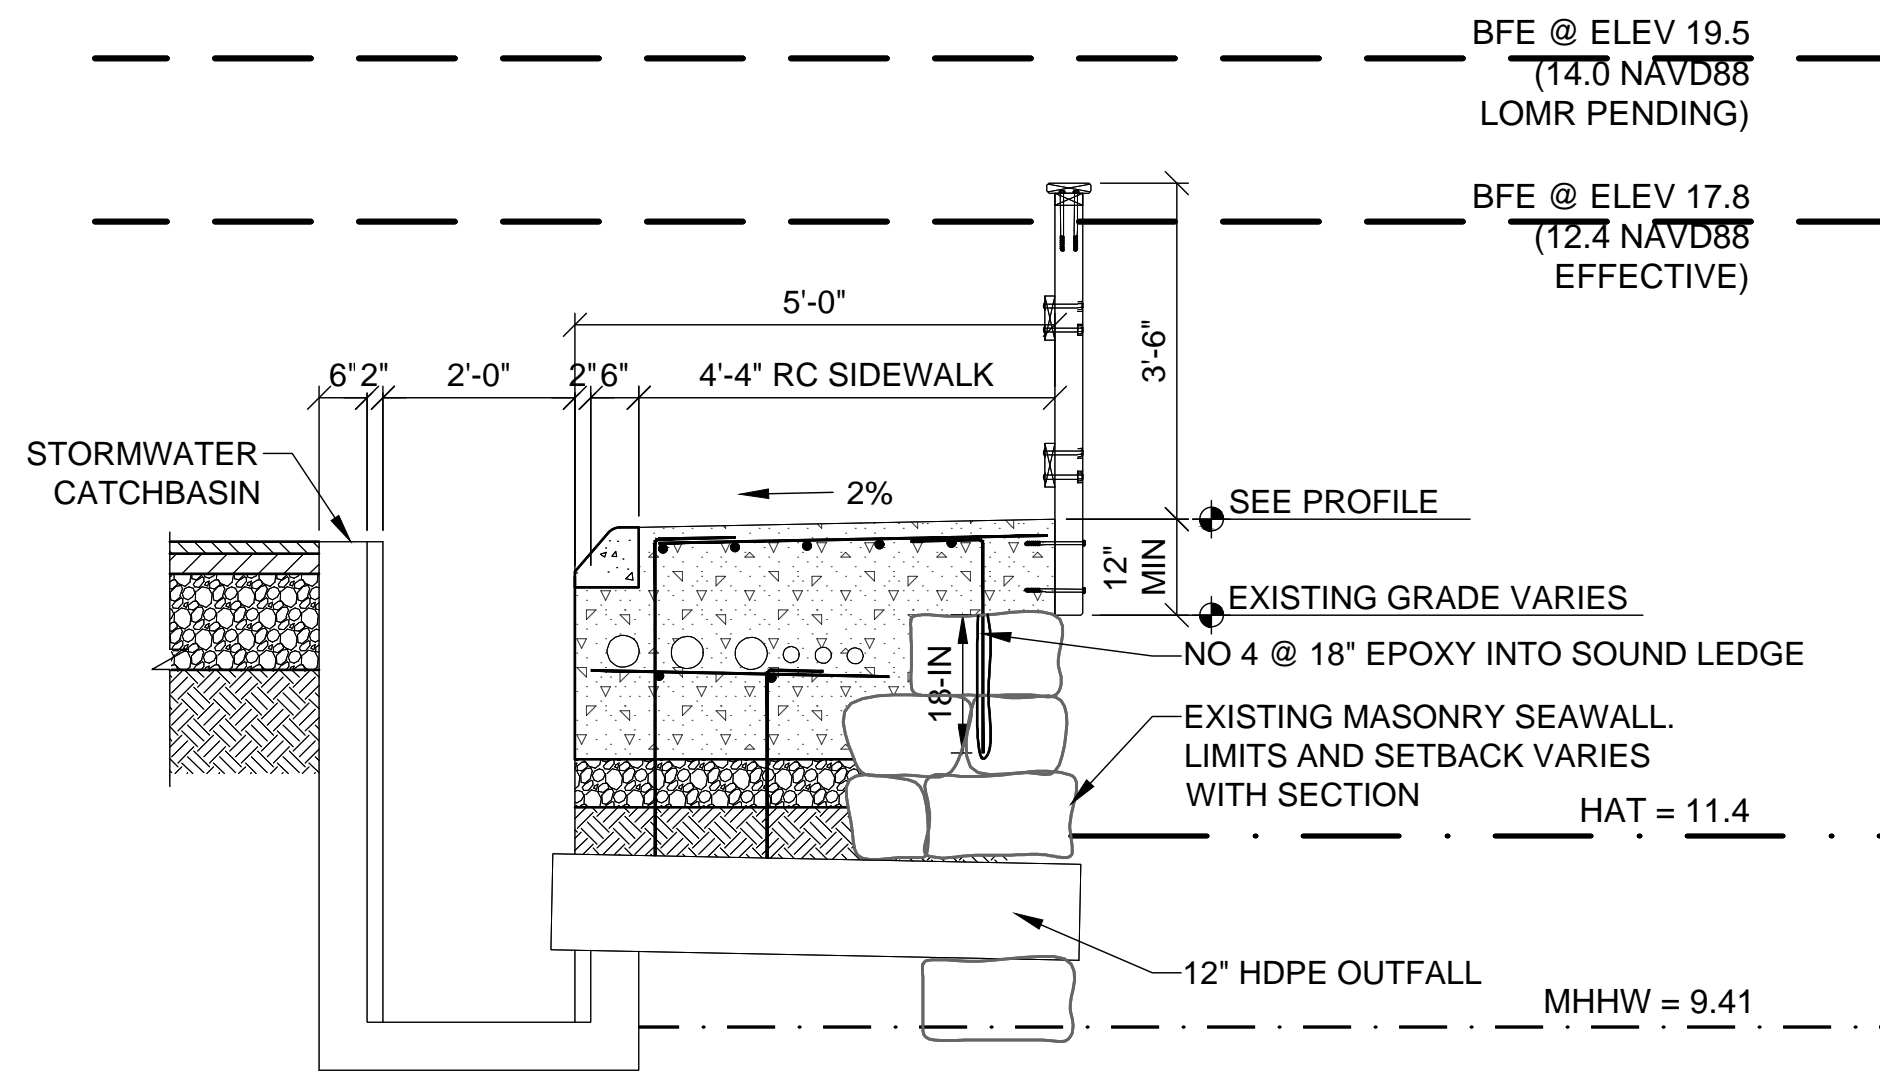 BFE @ ELEV 19.5
(14.0 NAVD88
LOMR PENDING)
BFE @ ELEV 17.8
(12.4 NAVD88
EFFECTIVE)
5'-0"
3'-6"
6" 2" 2'-0" 2" 6" 4'-4" RC SIDEWALK
STORMWATER
CATCHBASIN
2%
SEE PROFILE
12"
MIN
EXISTING GRADE VARIES
NO 4 @ 18" EPOXY INTO SOUND LEDGE
18-IN
EXISTING MASONRY SEAWALL.
LIMITS AND SETBACK VARIES
WITH SECTION
HAT = 11.4
12" HDPE OUTFALL
MHHW = 9.41